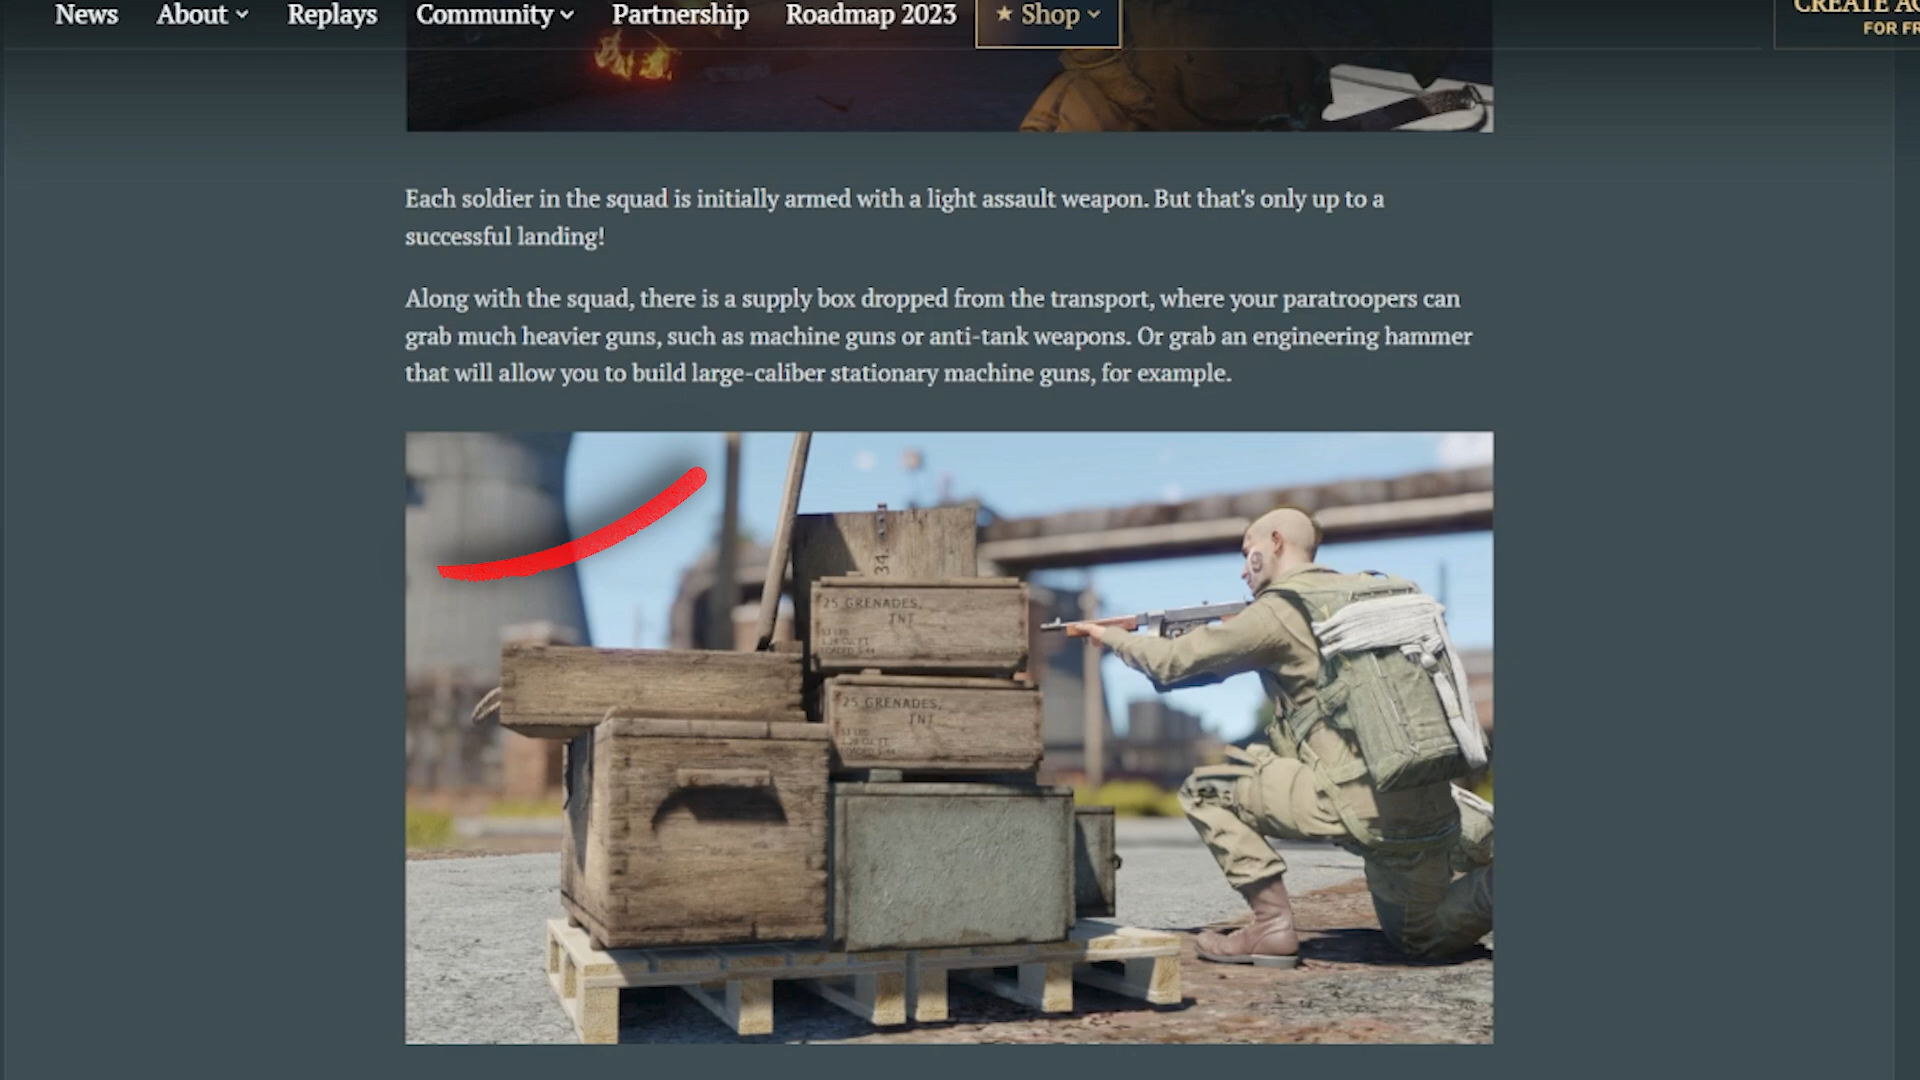 News About Replays Community Partnership Roadmap 2023 ★ Shop
FOR FR
Each soldier in the squad is initially armed with a light assault weapon. But that's only up to a
successful landing!
Along with the squad, there is a supply box dropped from the transport, where your paratroopers can
grab much heavier guns, such as machine guns or anti-tank weapons. Or grab an engineering hammer
that will allow you to build large-caliber stationary machine guns, for example.
34
25 GRENADES,
TNT
25 GRENADES,
TNT